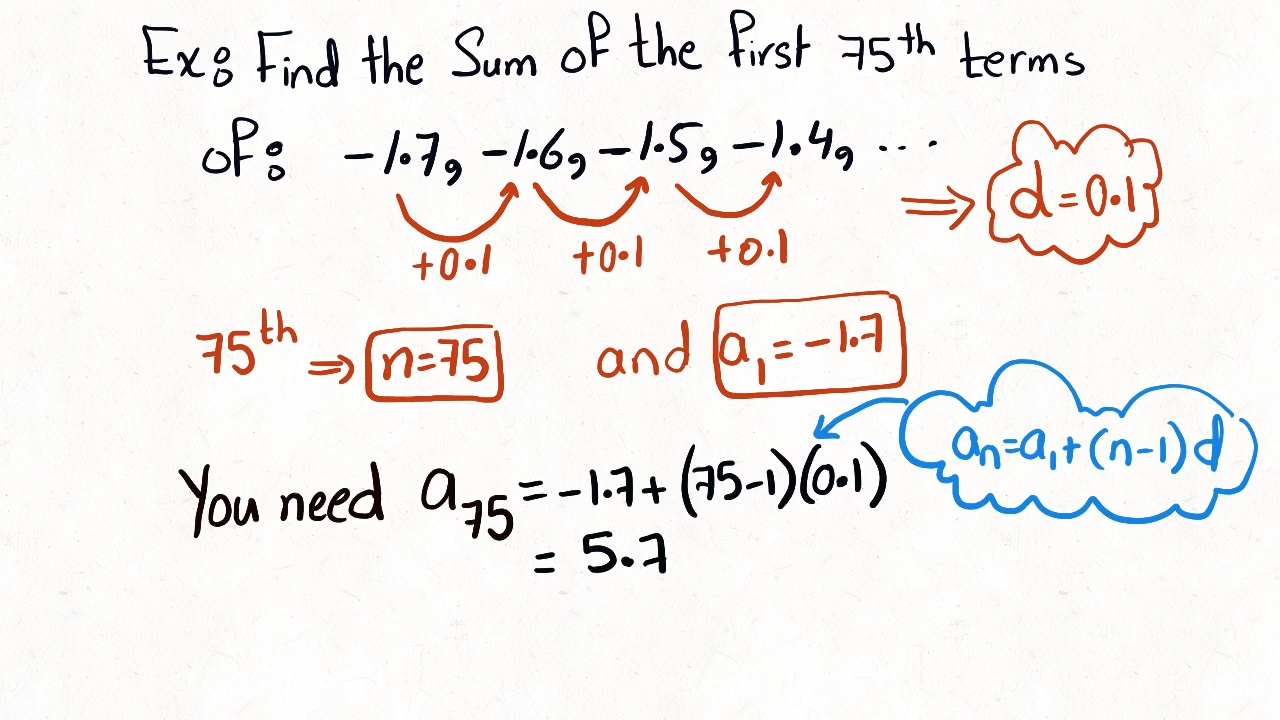 Ex: Find the Sum of the first 75th terms
of: -1.7, -1.6, -1.5, -1.4, ...
⇒ d=0.1
+0.1 +0.1 +0.1
75th ⇒ n=75 and a₁=-1.7
aₙ=a₁+(n-1)d
You need a₇₅=-1.7+(75-1)(0.1)
= 5.7